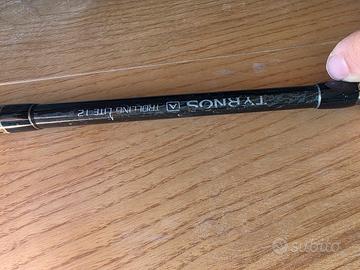 TYRNOS A TROLLING LITE-12
subito